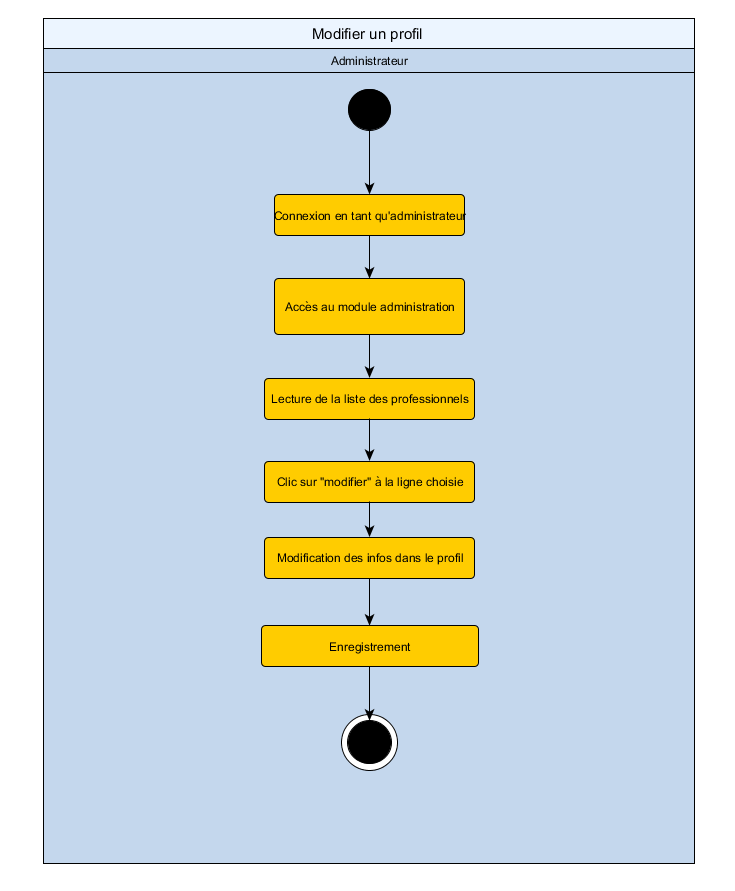 Modifier un profil
Administrateur
Connexion en tant qu'administrateur
Accès au module administration
Lecture de la liste des professionnels
Clic sur "modifier" à la ligne choisie
Modification des infos dans le profil
Enregistrement